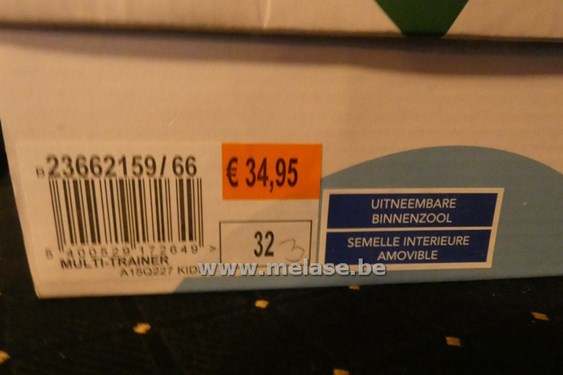 B 23662159/66
€ 34,95
5 400529 172649 >
MULTI-TRAINER
A15Q227 KID
32 3
UITNEEMBARE
BINNENZOOL
SEMELLE INTERIEURE
AMOVIBLE
www.melase.be